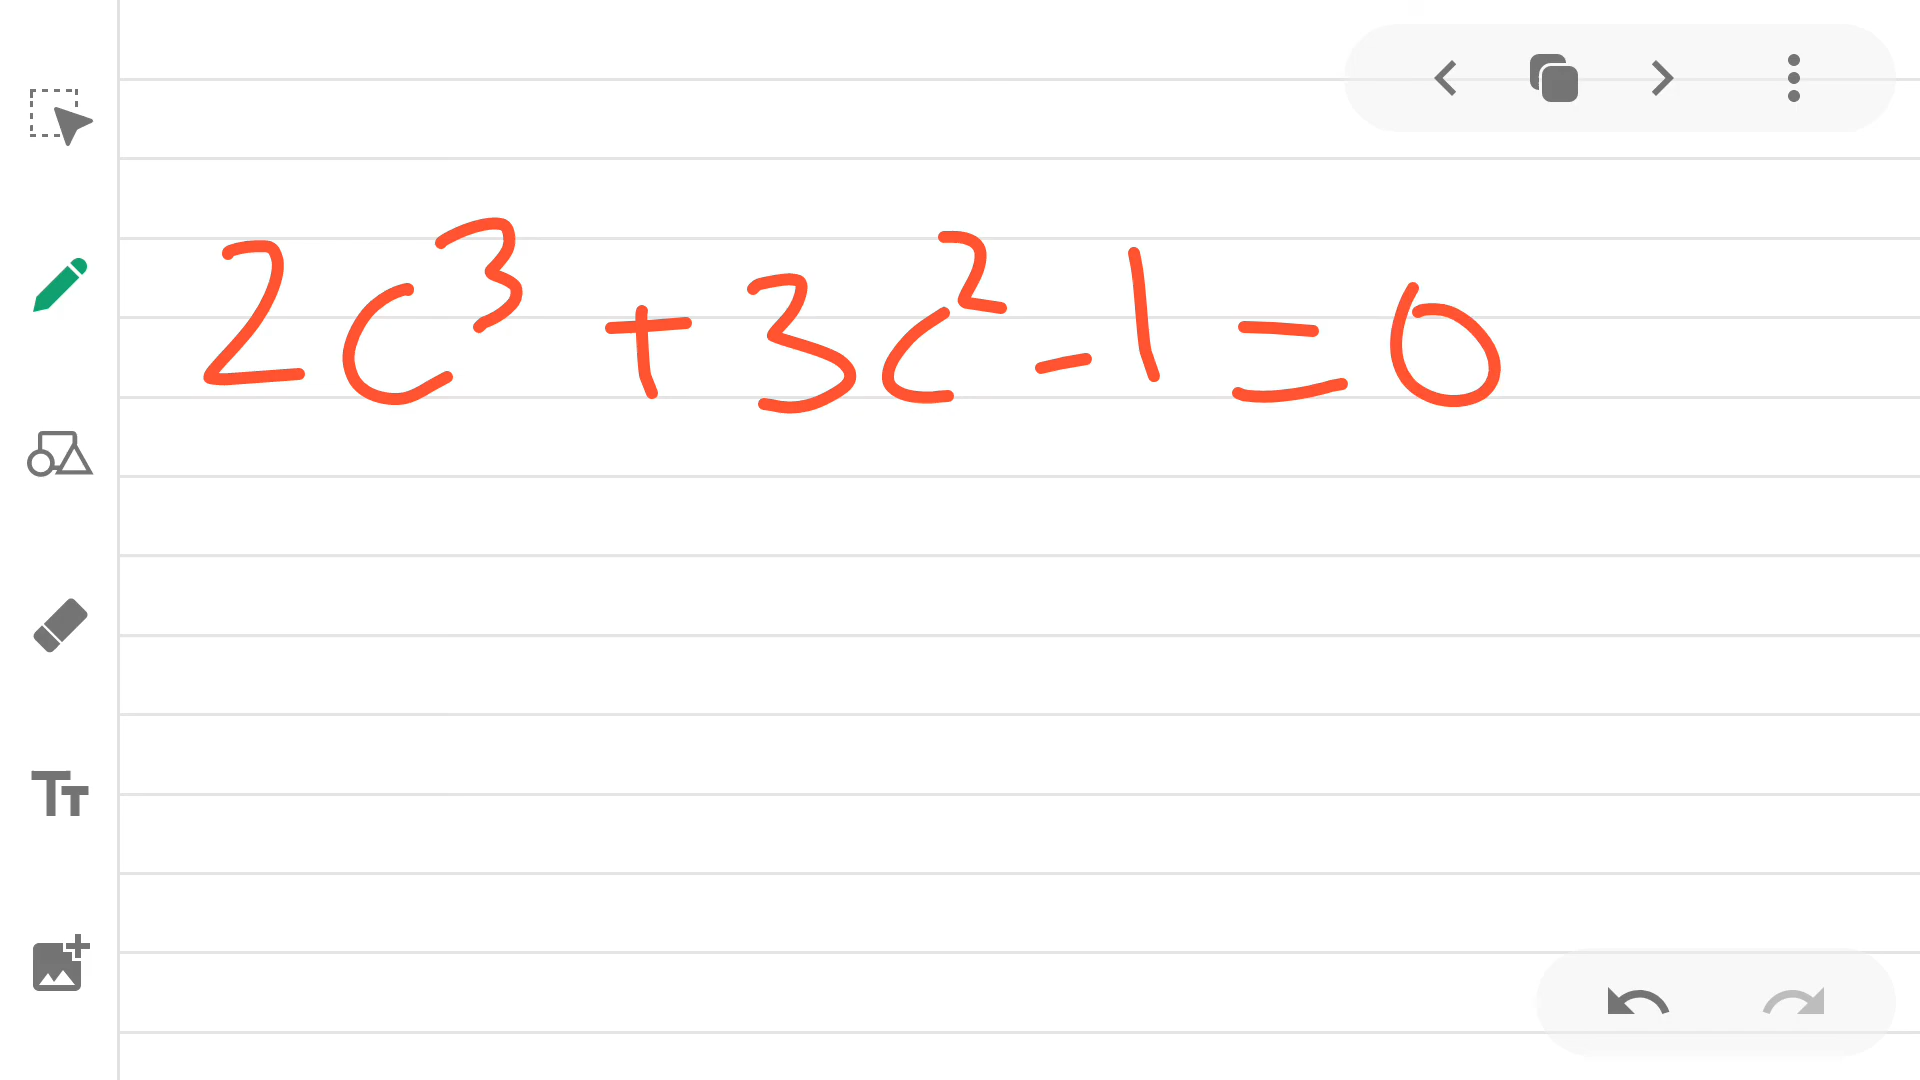 2c³ + 3c² - 1 = 0